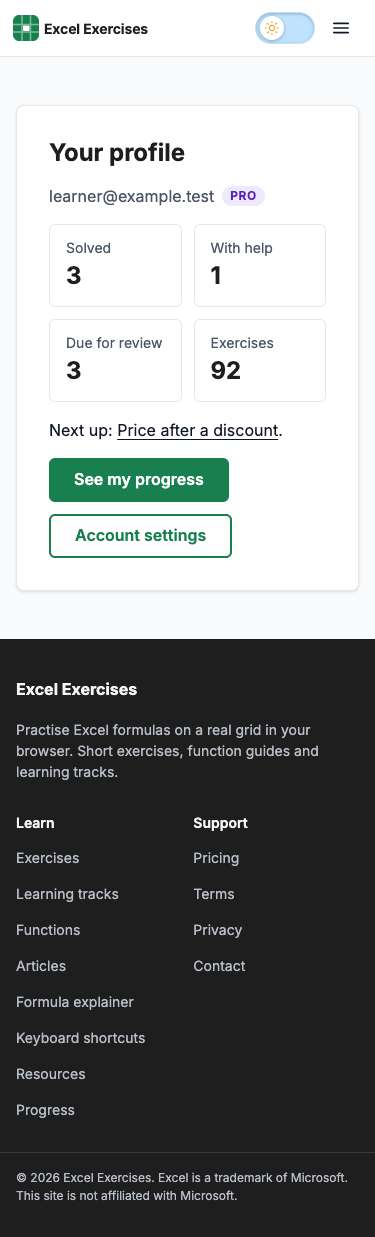 Excel Exercises
Your profile
learner@example.test PRO
Solved
3
With help
1
Due for review
3
Exercises
92
Next up: Price after a discount.
See my progress
Account settings
Excel Exercises
Practise Excel formulas on a real grid in your
browser. Short exercises, function guides and
learning tracks.
Learn
Exercises
Learning tracks
Functions
Articles
Formula explainer
Keyboard shortcuts
Resources
Progress
Support
Pricing
Terms
Privacy
Contact
© 2026 Excel Exercises. Excel is a trademark of Microsoft.
This site is not affiliated with Microsoft.